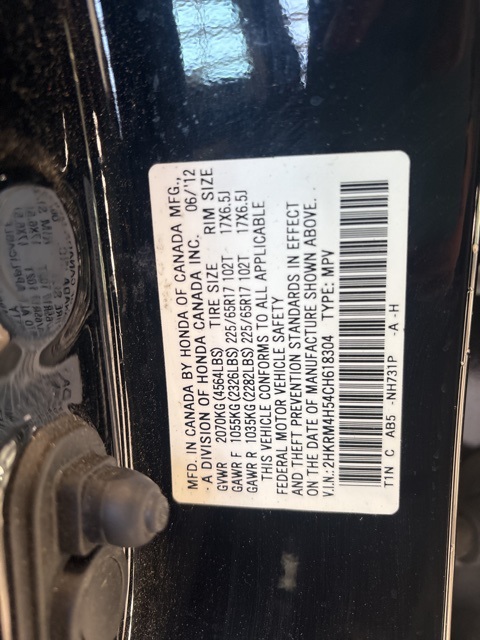 MFD. IN CANADA BY HONDA OF CANADA MFG.,
A DIVISION OF HONDA CANADA INC. 06/'12
GVWR 2070KG (4564LBS) TIRE SIZE RIM SIZE
GAWR F 1055KG (2326LBS) 225/65R17 102T 17X6.5J
GAWR R 1035KG (2282LBS) 225/65R17 102T 17X6.5J
THIS VEHICLE CONFORMS TO ALL APPLICABLE
FEDERAL MOTOR VEHICLE SAFETY
AND THEFT PREVENTION STANDARDS IN EFFECT
ON THE DATE OF MANUFACTURE SHOWN ABOVE.
V.I.N.: 2HKRM4H54CH618304 TYPE: MPV
T1N C AB5 -NH731P -A -H